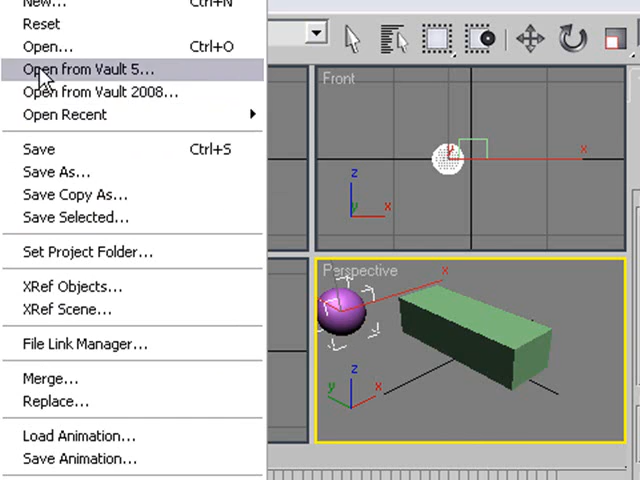 New... Ctrl+N
Reset
Open... Ctrl+O
Open from Vault 5...
Open from Vault 2008...
Open Recent
Save Ctrl+S
Save As...
Save Copy As...
Save Selected...
Set Project Folder...
XRef Objects...
XRef Scene...
File Link Manager...
Merge...
Replace...
Load Animation...
Save Animation...
Front
x
z
y
x
Perspective
x
z
y
x